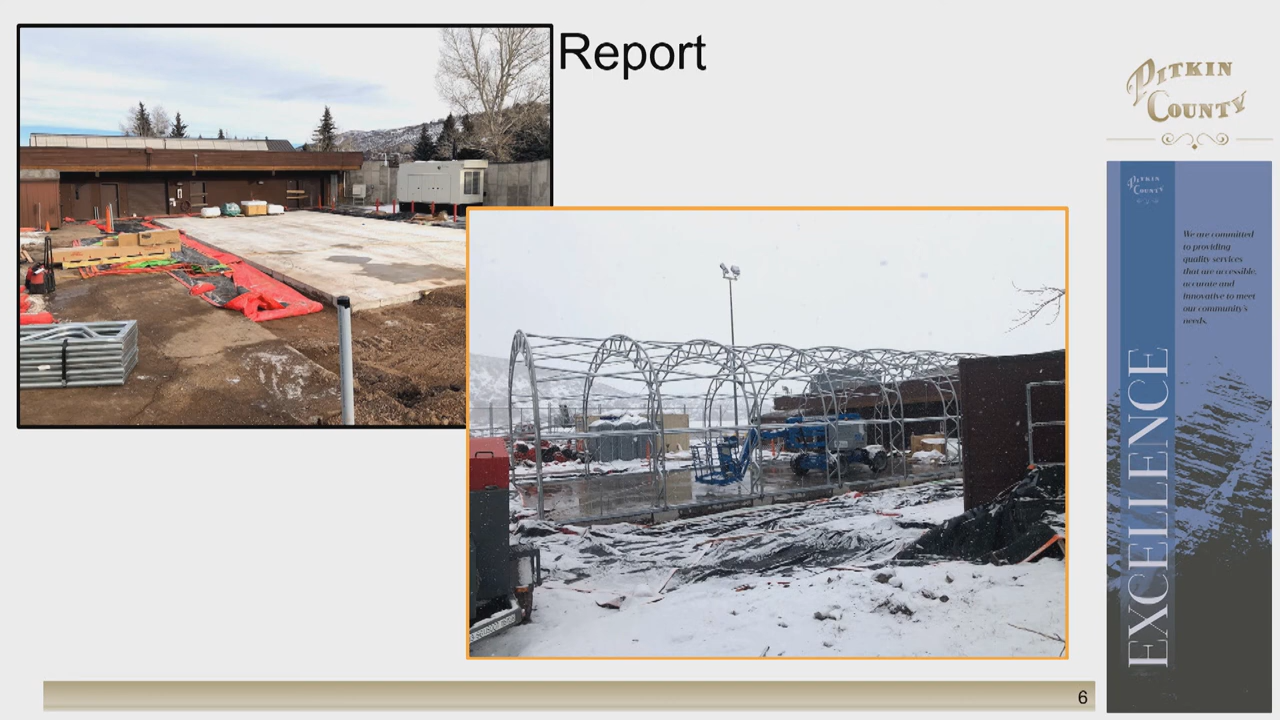 Report
PITKIN
COUNTY
PITKIN
COUNTY
We are committed
to providing
quality services
that are accessible,
accurate and
innovative to meet
our community's
needs.
EXCELLENCE
6